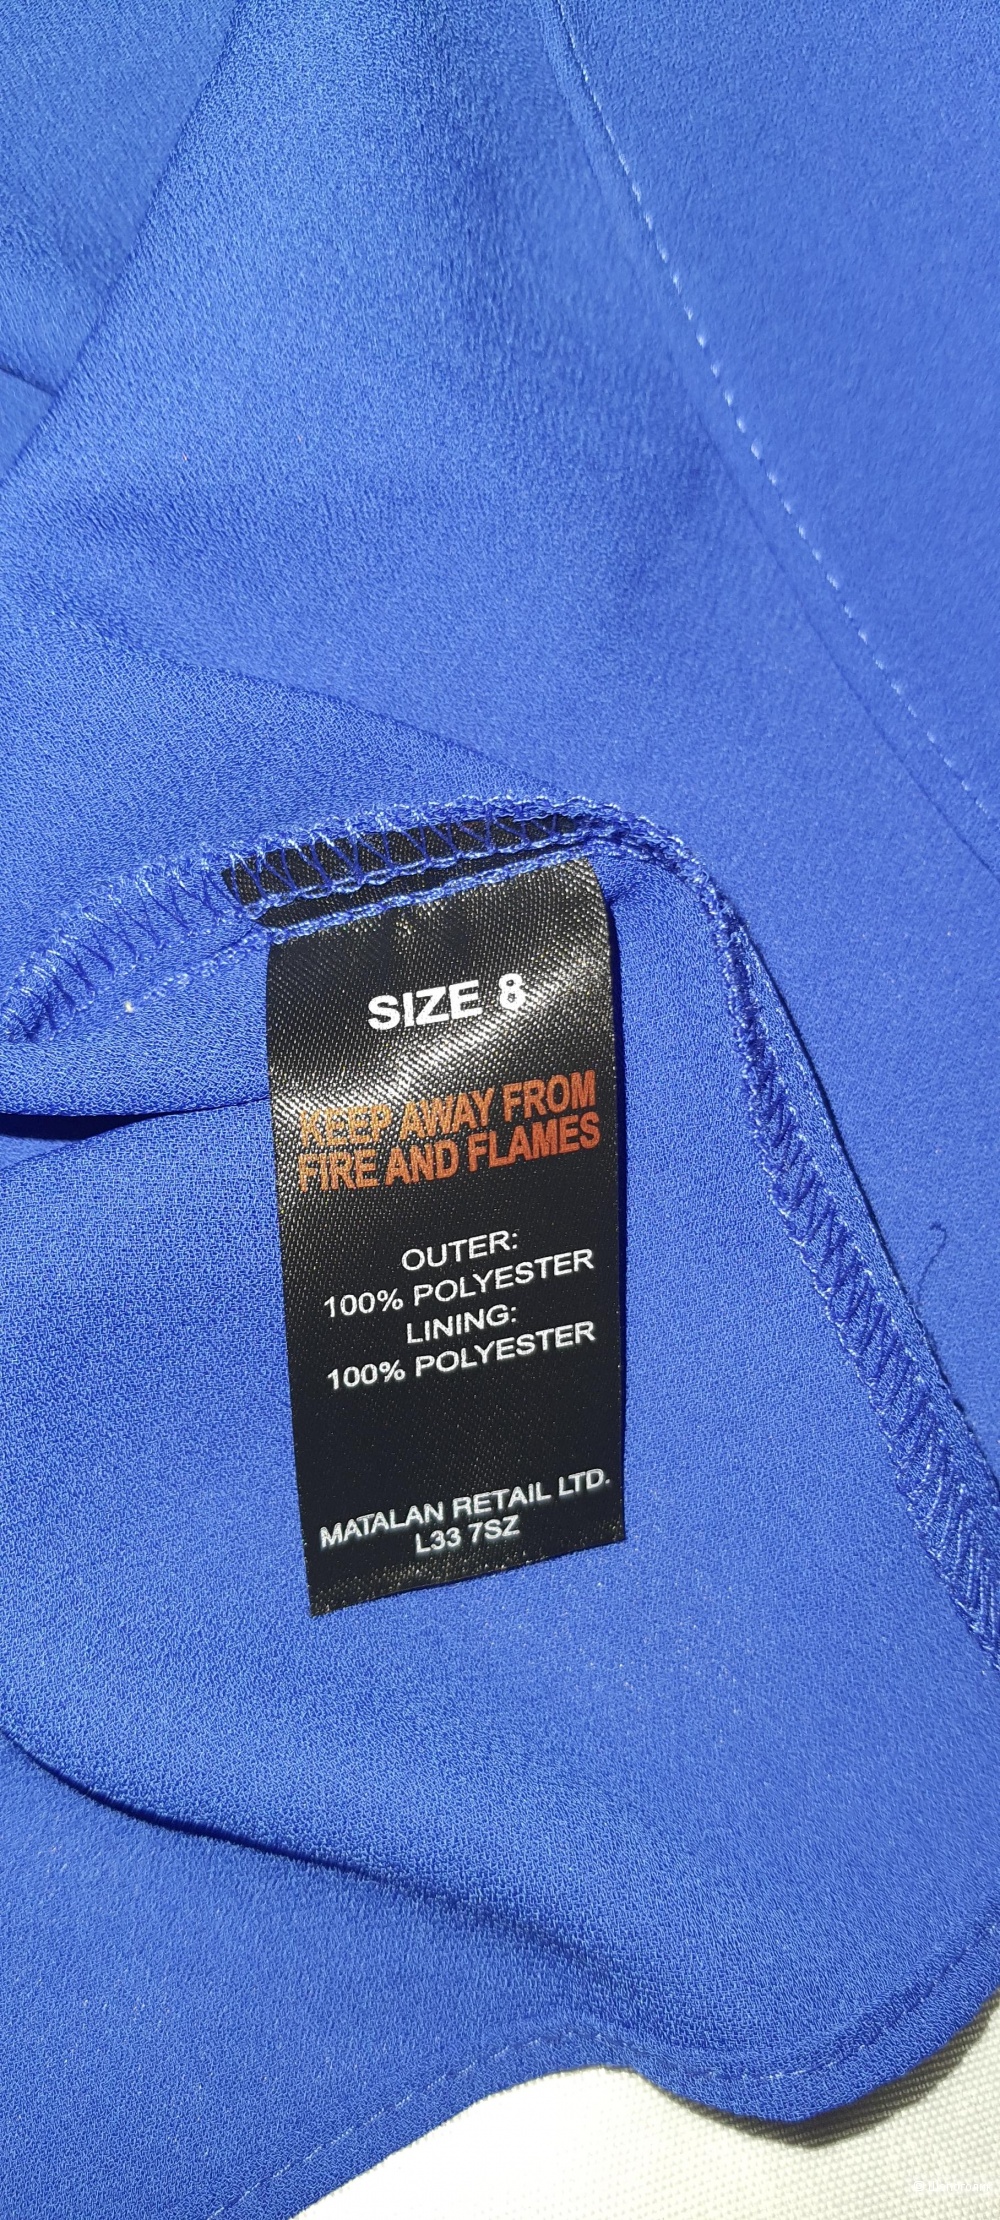 SIZE 8
KEEP AWAY FROM
FIRE AND FLAMES
OUTER:
100% POLYESTER
LINING:
100% POLYESTER
MATALAN RETAIL LTD.
L33 7SZ